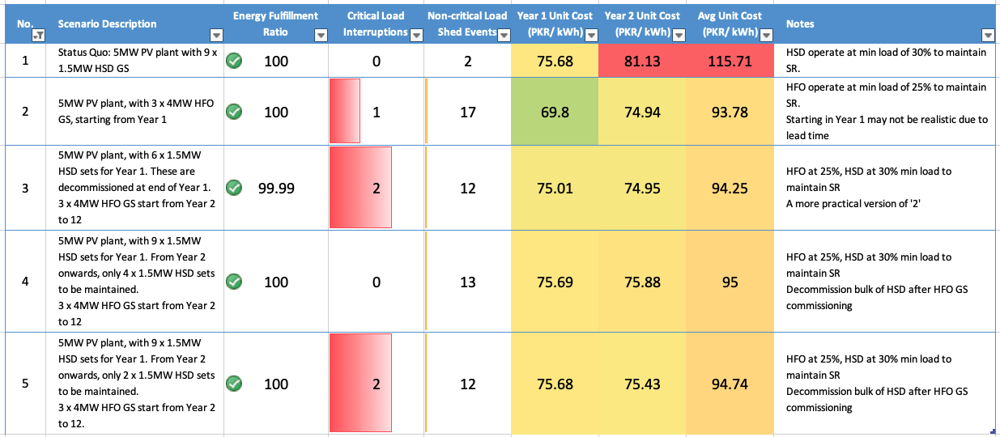 No. Scenario Description Energy Fulfillment Ratio Critical Load Interruptions Non-critical Load Shed Events Year 1 Unit Cost (PKR/ kWh) Year 2 Unit Cost (PKR/ kWh) Avg Unit Cost (PKR/ kWh) Notes
1
Status Quo: 5MW PV plant with 9 x
1.5MW HSD GS
100 0 2 75.68 81.13 115.71
HSD operate at min load of 30% to maintain
SR.
2
5MW PV plant, with 3 x 4MW HFO
GS, starting from Year 1
100 1 17 69.8 74.94 93.78
HFO operate at min load of 25% to maintain
SR.
Starting in Year 1 may not be realistic due to
lead time
3
5MW PV plant, with 6 x 1.5MW
HSD sets for Year 1. These are
decommissioned at end of Year 1.
3 x 4MW HFO GS start from Year 2
to 12
99.99 2 12 75.01 74.95 94.25
HFO at 25%, HSD at 30% min load to
maintain SR
A more practical version of '2'
4
5MW PV plant, with 9 x 1.5MW
HSD sets for Year 1. From Year 2
onwards, only 4 x 1.5MW HSD sets
to be maintained.
3 x 4MW HFO GS start from Year 2
to 12
100 0 13 75.69 75.88 95
HFO at 25%, HSD at 30% min load to
maintain SR
Decommission bulk of HSD after HFO GS
commissioning
5
5MW PV plant, with 9 x 1.5MW
HSD sets for Year 1. From Year 2
onwards, only 2 x 1.5MW HSD sets
to be maintained.
3 x 4MW HFO GS start from Year 2
to 12.
100 2 12 75.68 75.43 94.74
HFO at 25%, HSD at 30% min load to
maintain SR
Decommission bulk of HSD after HFO GS
commissioning